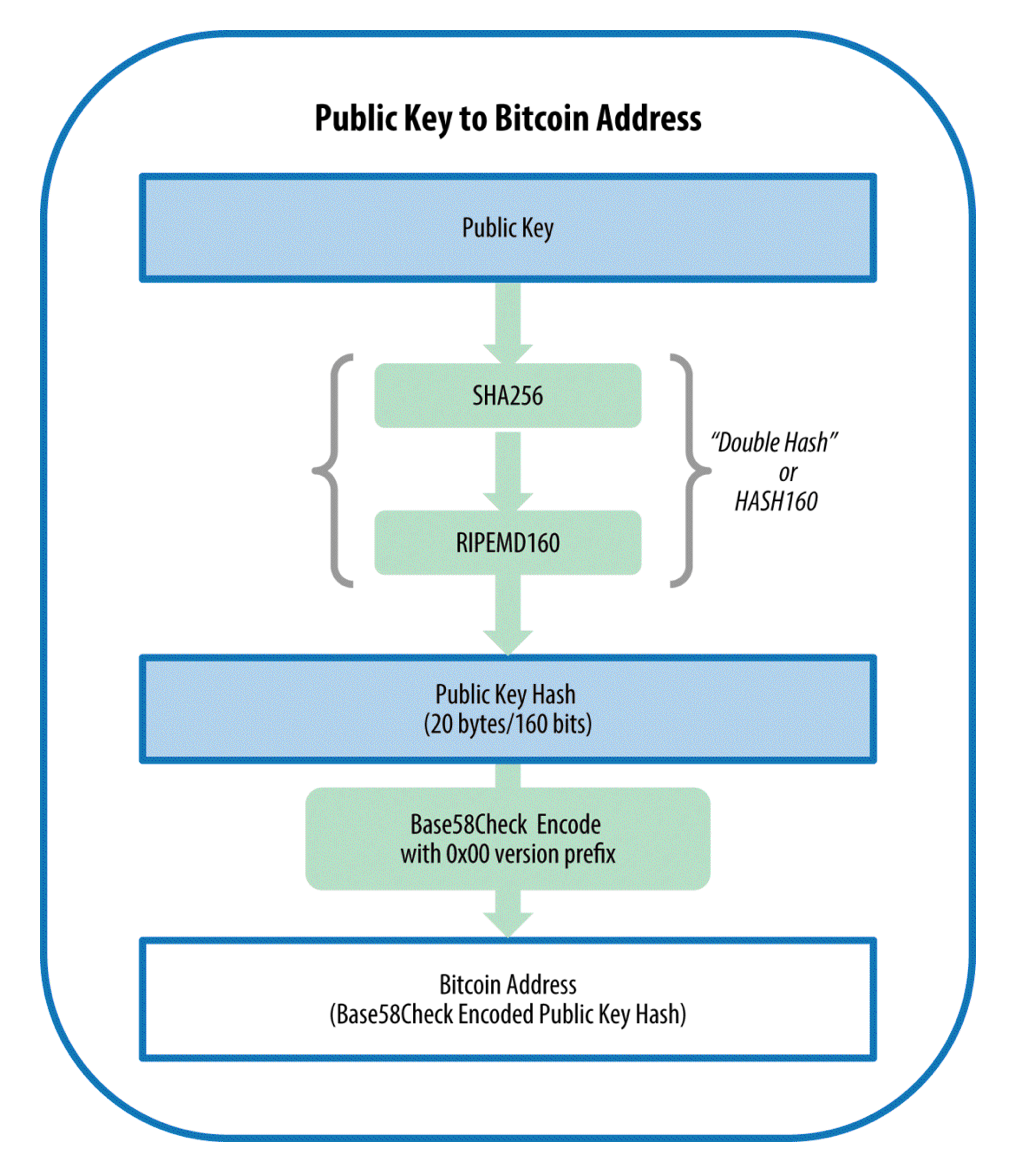 Public Key to Bitcoin Address
Public Key
SHA256
“Double Hash”
or
HASH160
RIPEMD160
Public Key Hash
(20 bytes/160 bits)
Base58Check Encode
with 0x00 version prefix
Bitcoin Address
(Base58Check Encoded Public Key Hash)